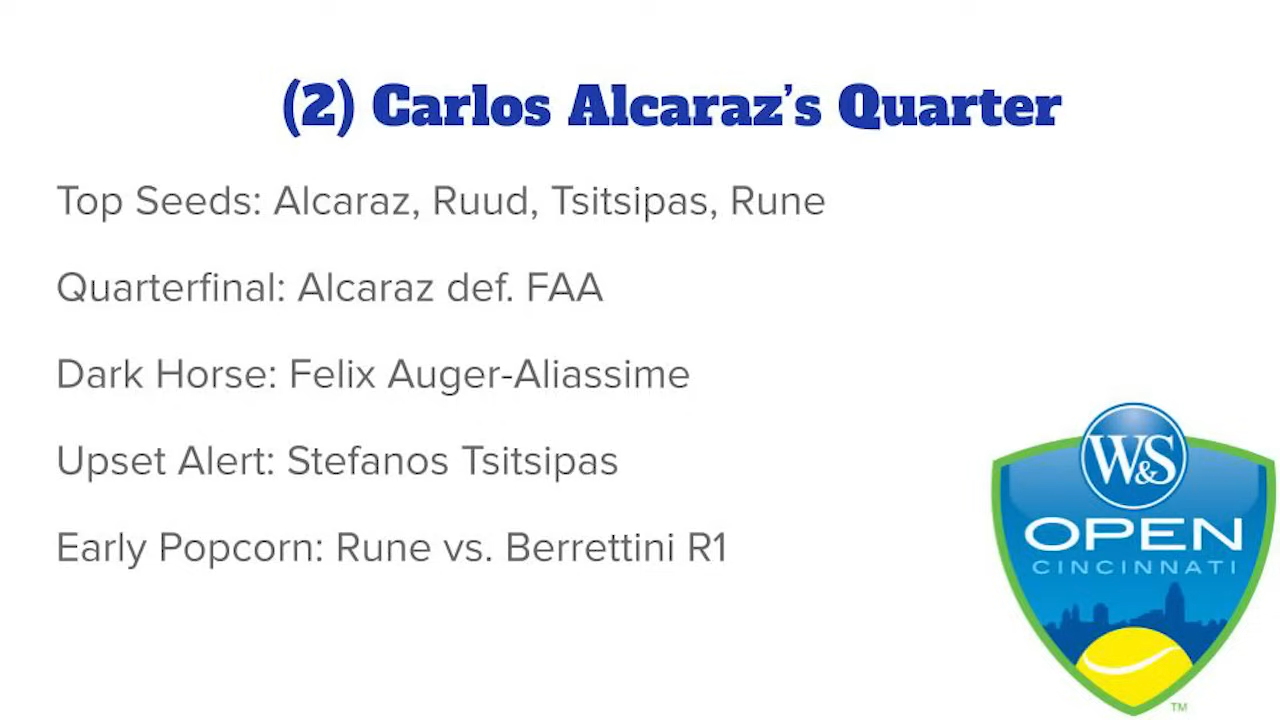 (2) Carlos Alcaraz’s Quarter
Top Seeds: Alcaraz, Ruud, Tsitsipas, Rune
Quarterfinal: Alcaraz def. FAA
Dark Horse: Felix Auger-Aliassime
Upset Alert: Stefanos Tsitsipas
Early Popcorn: Rune vs. Berrettini R1
W&S
OPEN
CINCINNATI
TM